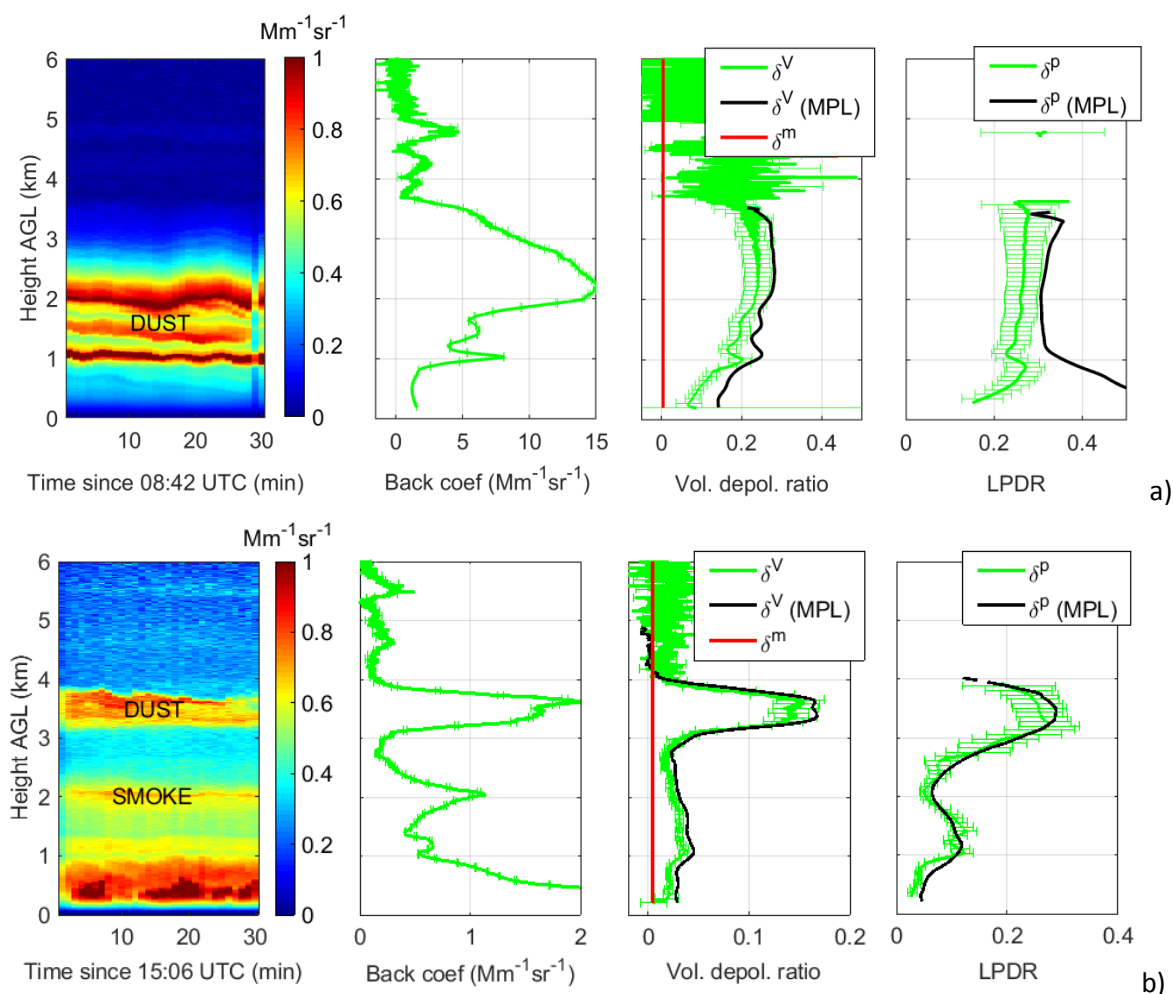 Mm⁻¹sr⁻¹
Height AGL (km)
6
5
4
3
2
1
0
DUST
10 20 30
Time since 08:42 UTC (min)
1
0.8
0.6
0.4
0.2
0
0 5 10 15
Back coef (Mm⁻¹sr⁻¹)
δⱽ
δⱽ (MPL)
δᵐ
0 0.2 0.4
Vol. depol. ratio
δᵖ
δᵖ (MPL)
0 0.2 0.4
LPDR
a)
Mm⁻¹sr⁻¹
Height AGL (km)
6
5
4
3
2
1
0
DUST
SMOKE
10 20 30
Time since 15:06 UTC (min)
1
0.8
0.6
0.4
0.2
0
0 1 2
Back coef (Mm⁻¹sr⁻¹)
δⱽ
δⱽ (MPL)
δᵐ
0 0.1 0.2
Vol. depol. ratio
δᵖ
δᵖ (MPL)
0 0.2 0.4
LPDR
b)